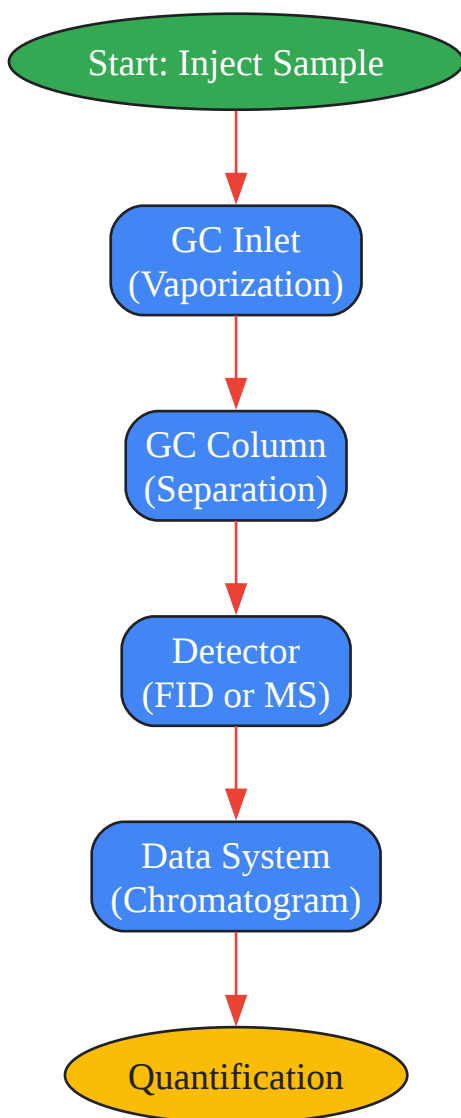 Start: Inject Sample
GC Inlet
(Vaporization)
GC Column
(Separation)
Detector
(FID or MS)
Data System
(Chromatogram)
Quantification